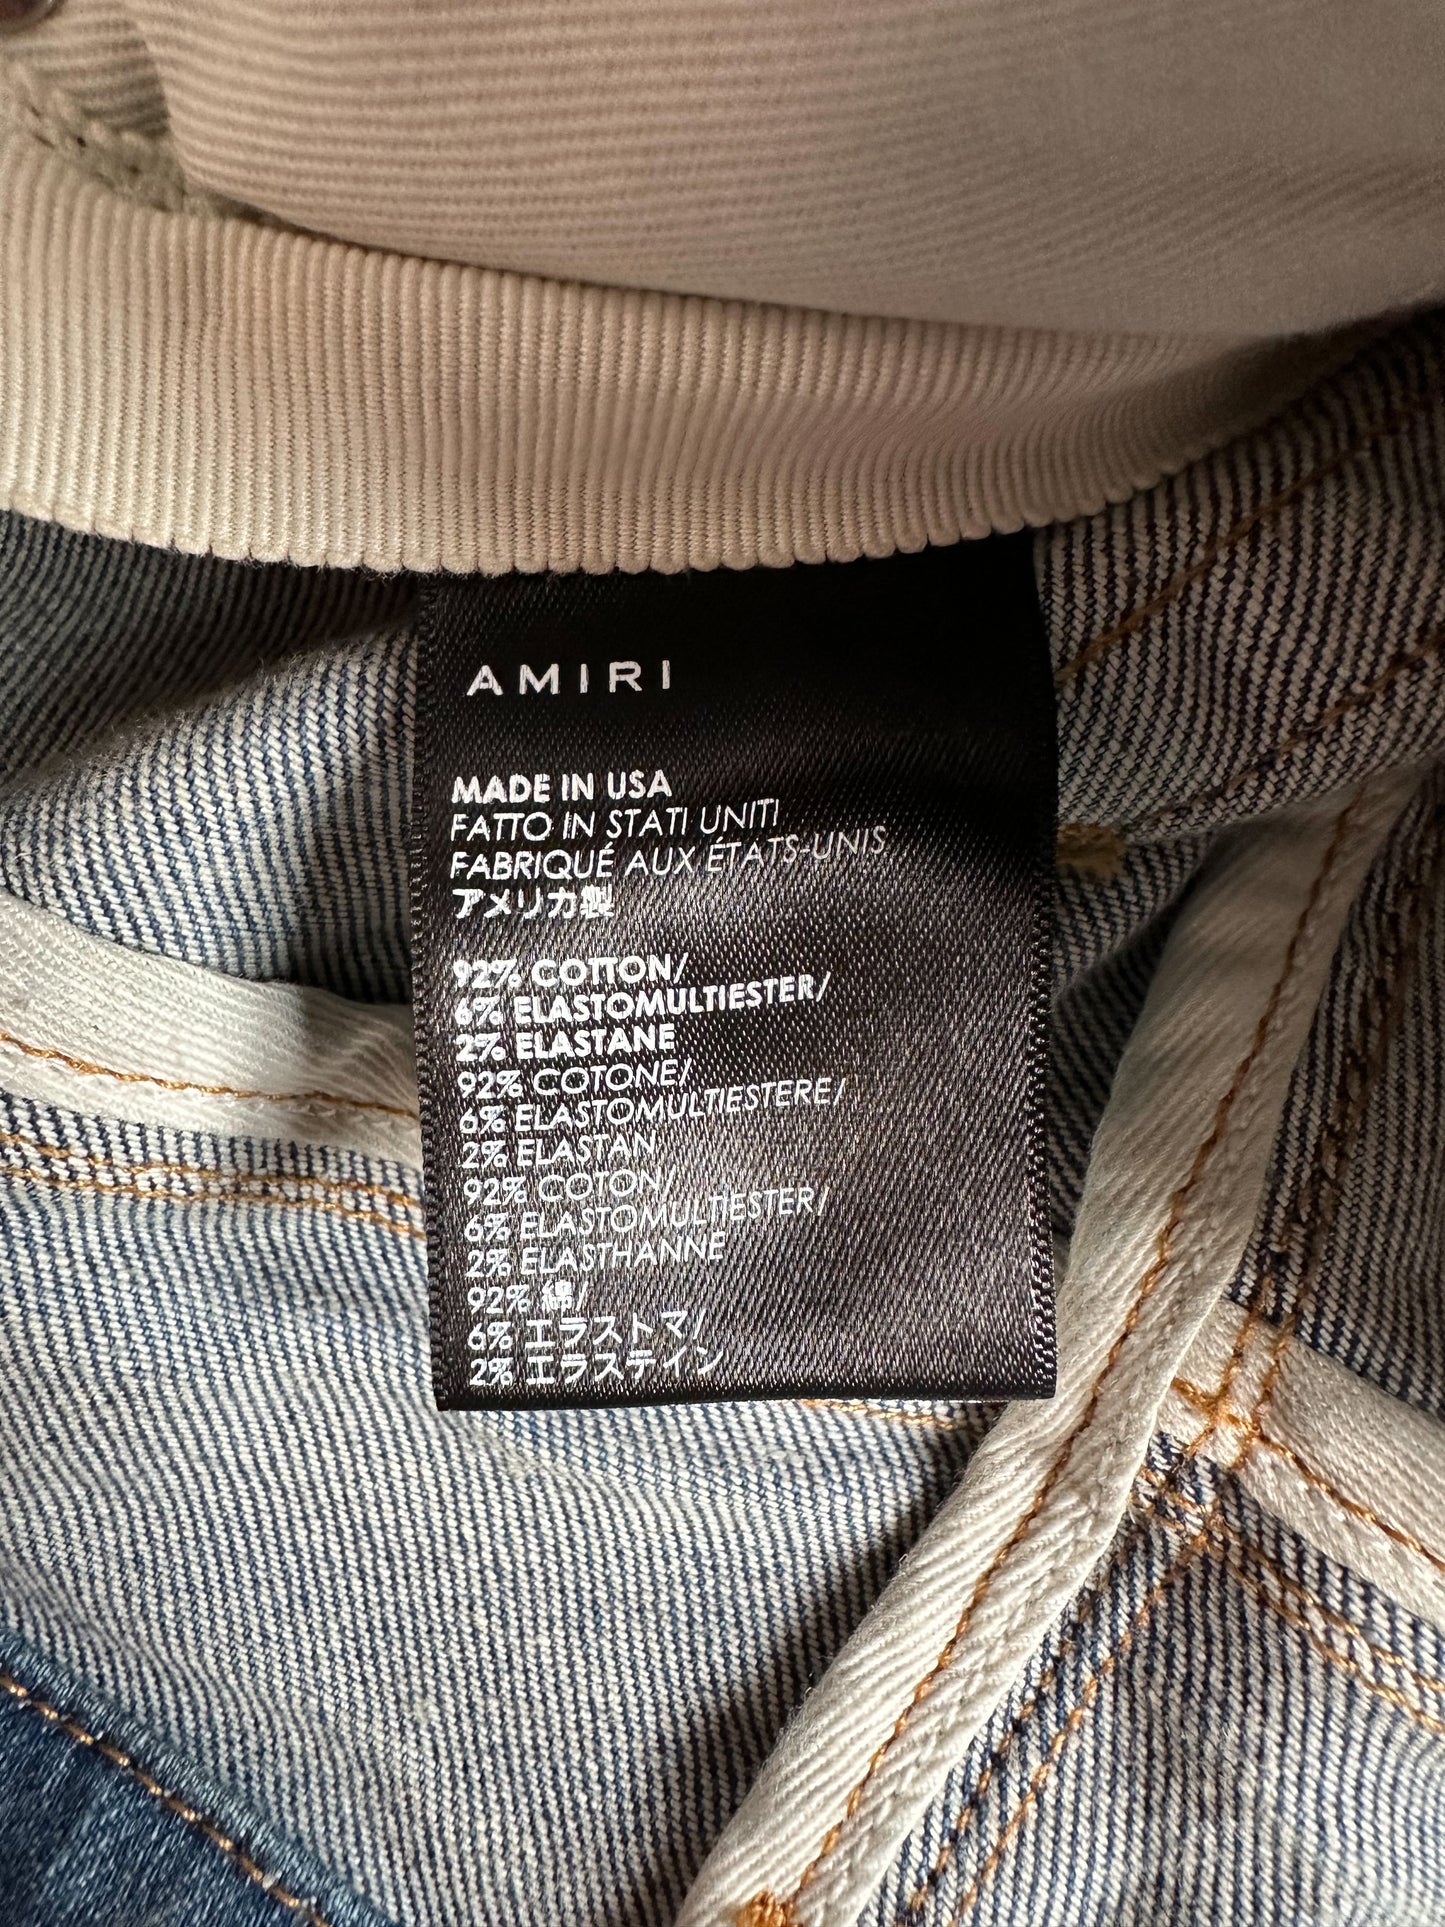 AMIRI
MADE IN USA
FATTO IN STATI UNITI
FABRIQUÉ AUX ÉTATS-UNIS
アメリカ製
92% COTTON/
6% ELASTOMULTIESTER/
2% ELASTANE
92% COTONE/
6% ELASTOMULTIESTERE/
2% ELASTAN
92% COTON/
6% ELASTOMULTIESTER/
2% ELASTHANNE
92% 綿/
6% エラストマ/
2% エラステイン